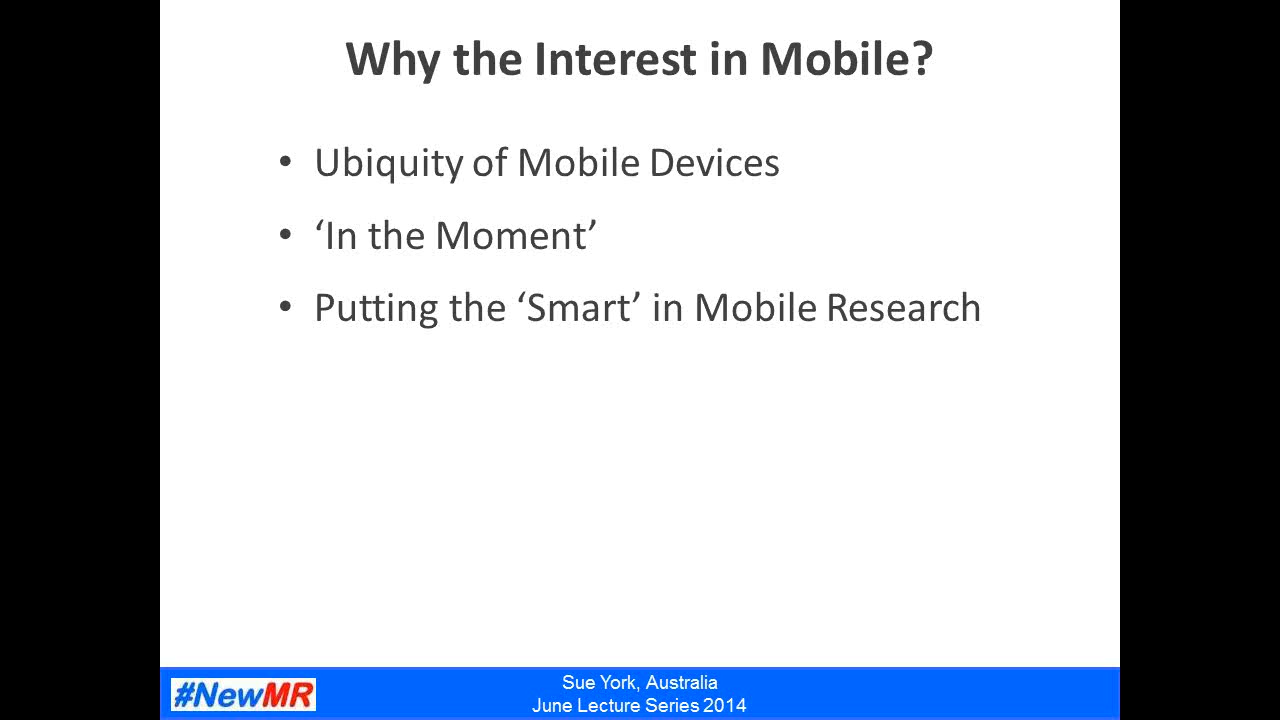 Why the Interest in Mobile?
• Ubiquity of Mobile Devices
• ‘In the Moment’
• Putting the ‘Smart’ in Mobile Research
#NewMR
Sue York, Australia
June Lecture Series 2014